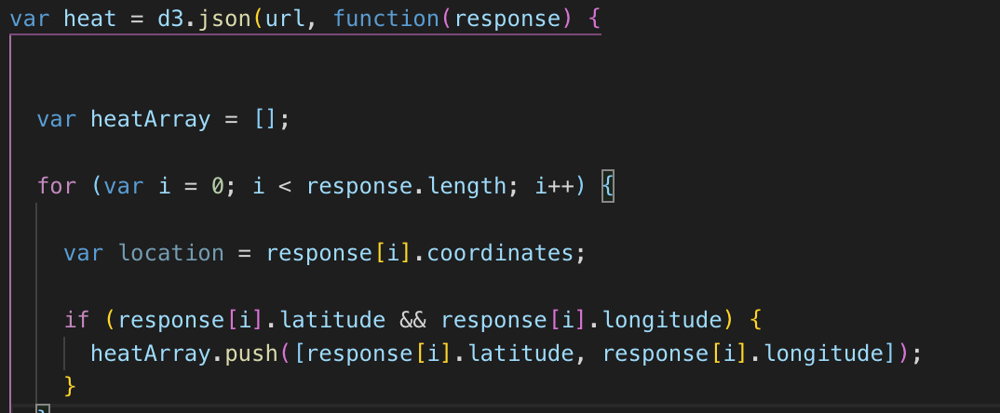 var heat = d3.json(url, function(response) {
var heatArray = [];
for (var i = 0; i < response.length; i++) {
var location = response[i].coordinates;
if (response[i].latitude && response[i].longitude) {
heatArray.push([response[i].latitude, response[i].longitude]);
}
}